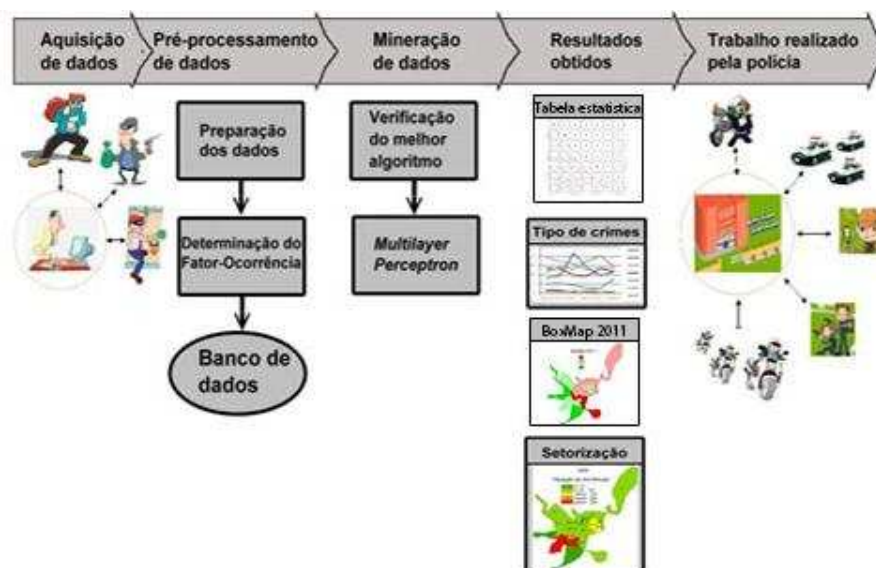 Aquisição
de dados
Pré-processamento
de dados
Mineração
de dados
Resultados
obtidos
Trabalho realizado
pela polícia
Preparação
dos dados
Determinação do
Fator-Ocorrência
Banco de
dados
Verificação
do melhor
algoritmo
Multilayer
Perceptron
Tabela estatistica
Tipo de crimes
BoxMap 2011
Setorização